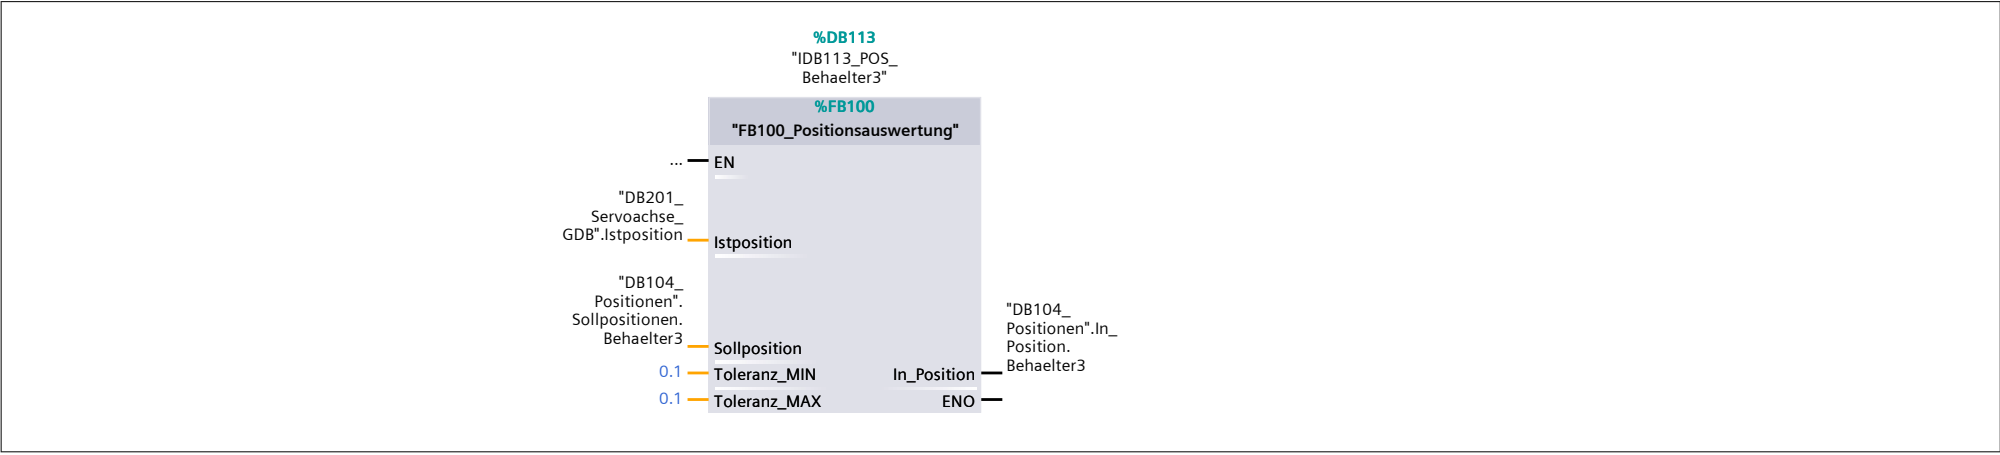 %DB113
"IDB113_POS_
Behaelter3"
%FB100
"FB100_Positionsauswertung"
... EN
"DB201_
Servoachse_
GDB".Istposition
Istposition
"DB104_
Positionen".
Sollpositionen.
Behaelter3
Sollposition
"DB104_
Positionen".In_
Position.
Behaelter3
0.1 Toleranz_MIN In_Position
0.1 Toleranz_MAX ENO